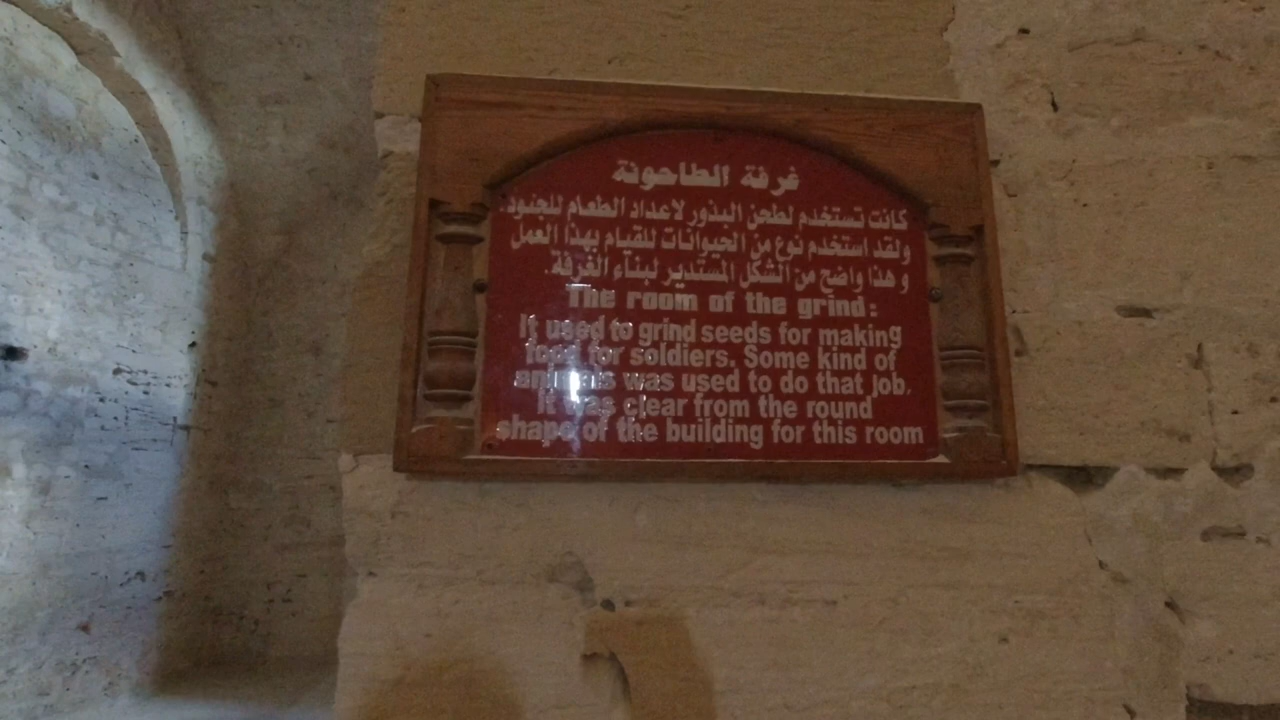 غرفة الطاحونة
كانت تستخدم لطحن البذور لاعداد الطعام للجنود.
ولقد استخدم نوع من الحيوانات للقيام بهذا العمل
و هذا واضح من الشكل المستدير لبناء الغرفة.
The room of the grind:
It used to grind seeds for making
food for soldiers. Some kind of
animals was used to do that job.
It was clear from the round
shape of the building for this room